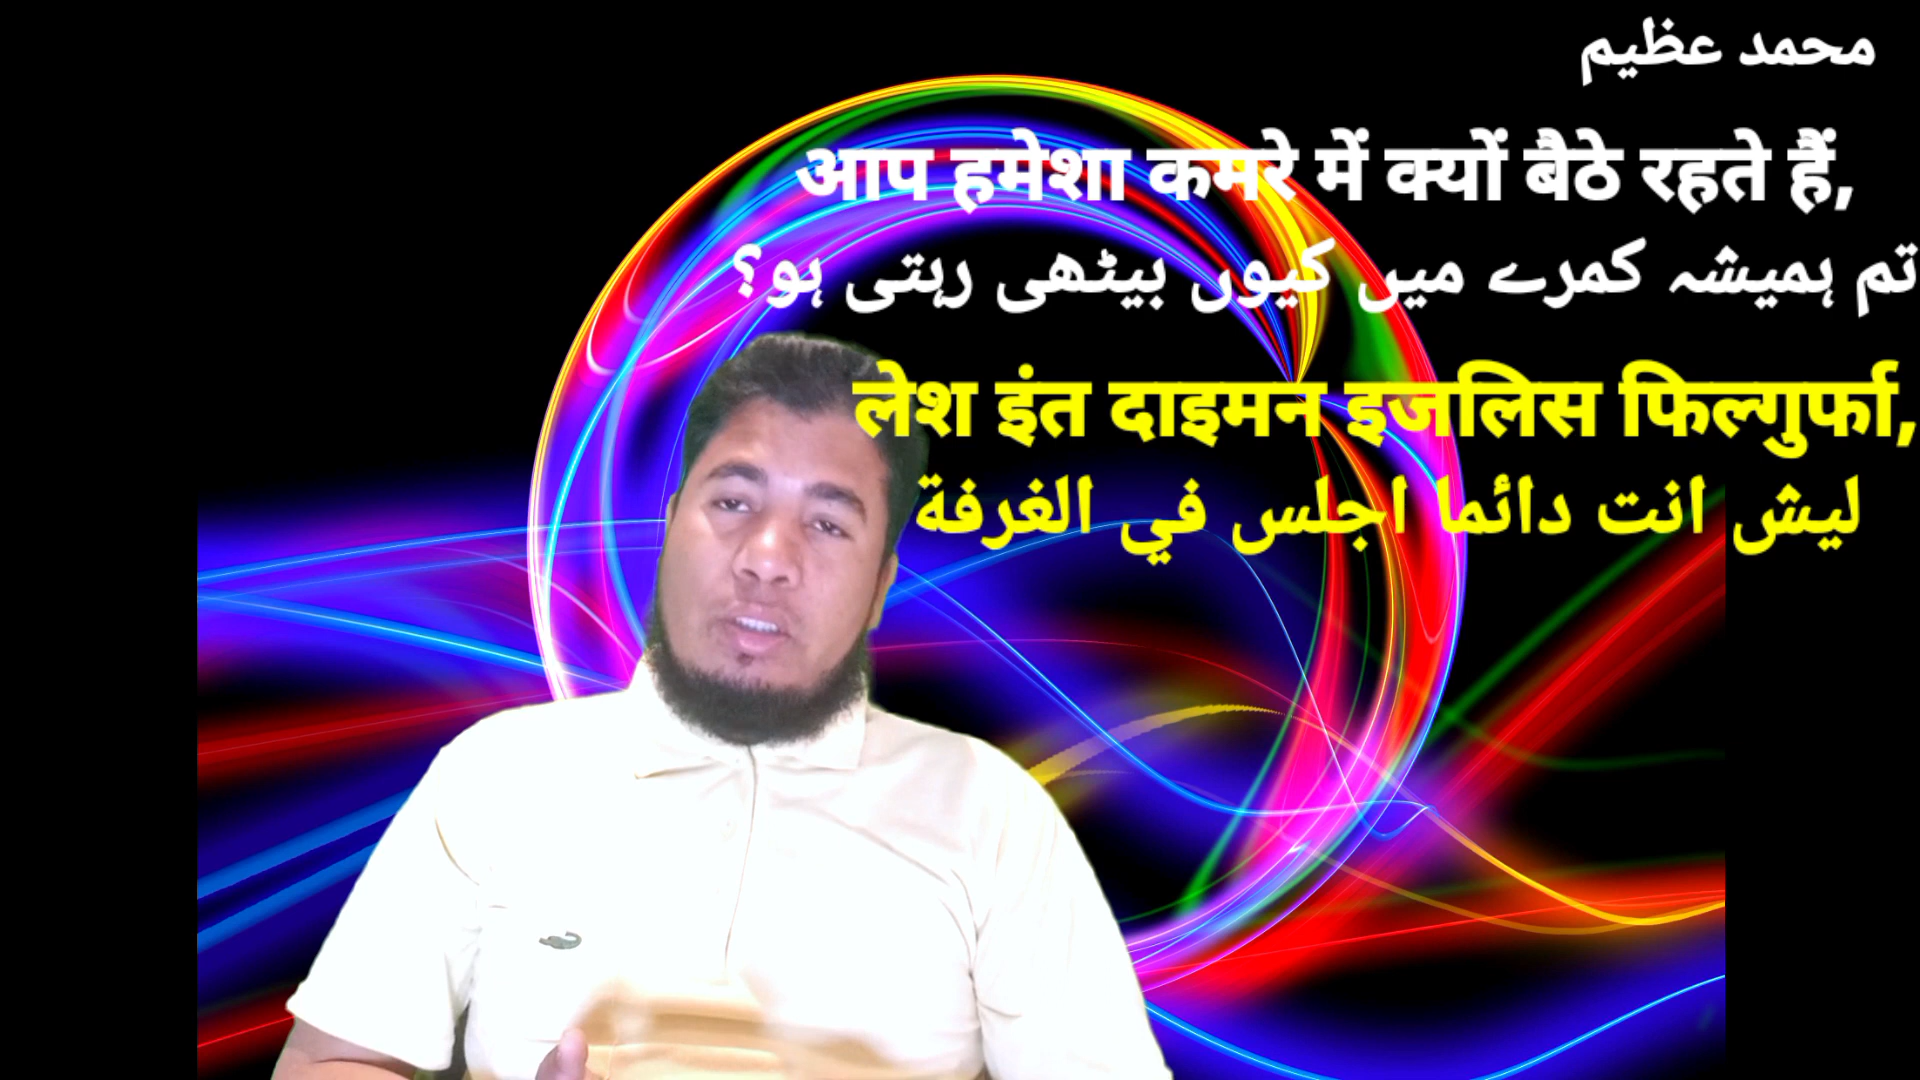 محمد عظیم
आप हमेशा कमरे में क्यों बैठे रहते हैं,
تم ہمیشہ کمرے میں کیوں بیٹھی رہتی ہو؟
लेश इंत दाइमन इजलिस फिल्गुर्फा,
ليش انت دائما اجلس في الغرفة